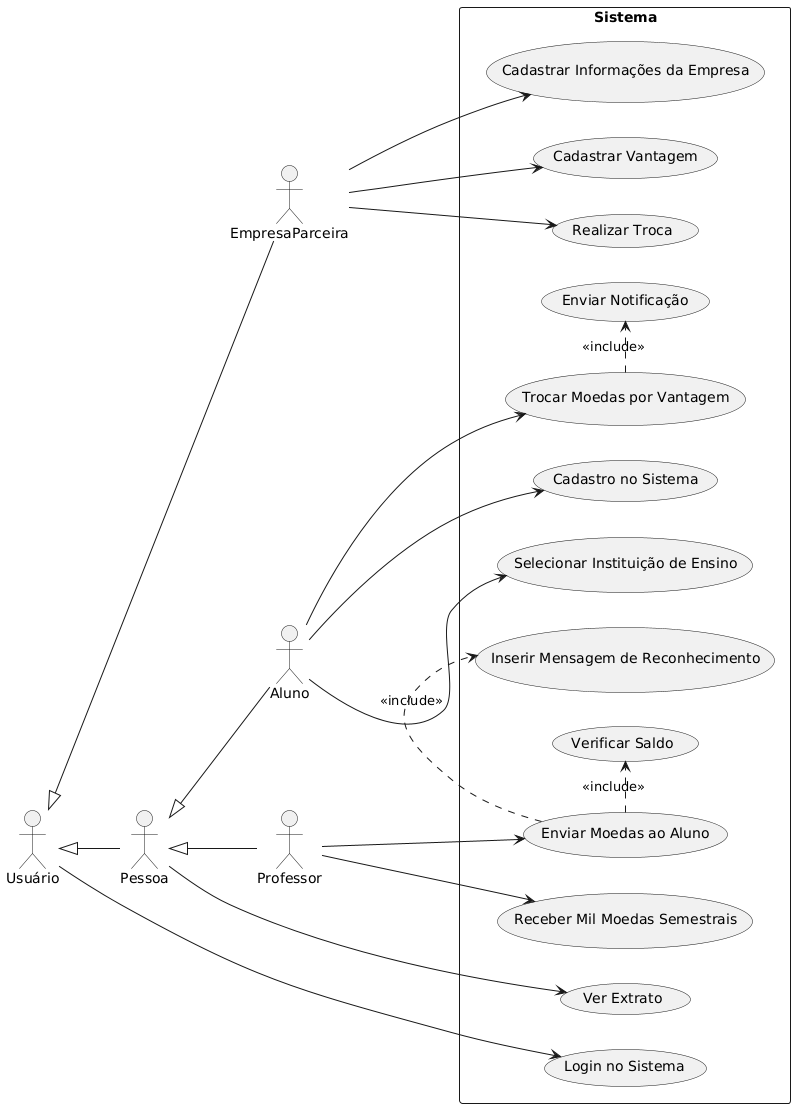 Sistema
Cadastrar Informações da Empresa
Cadastrar Vantagem
EmpresaParceira
Realizar Troca
Enviar Notificação
«include»
Trocar Moedas por Vantagem
Cadastro no Sistema
Selecionar Instituição de Ensino
Inserir Mensagem de Reconhecimento
Aluno
«include»
Verificar Saldo
«include»
Enviar Moedas ao Aluno
Usuário
Pessoa
Professor
Receber Mil Moedas Semestrais
Ver Extrato
Login no Sistema